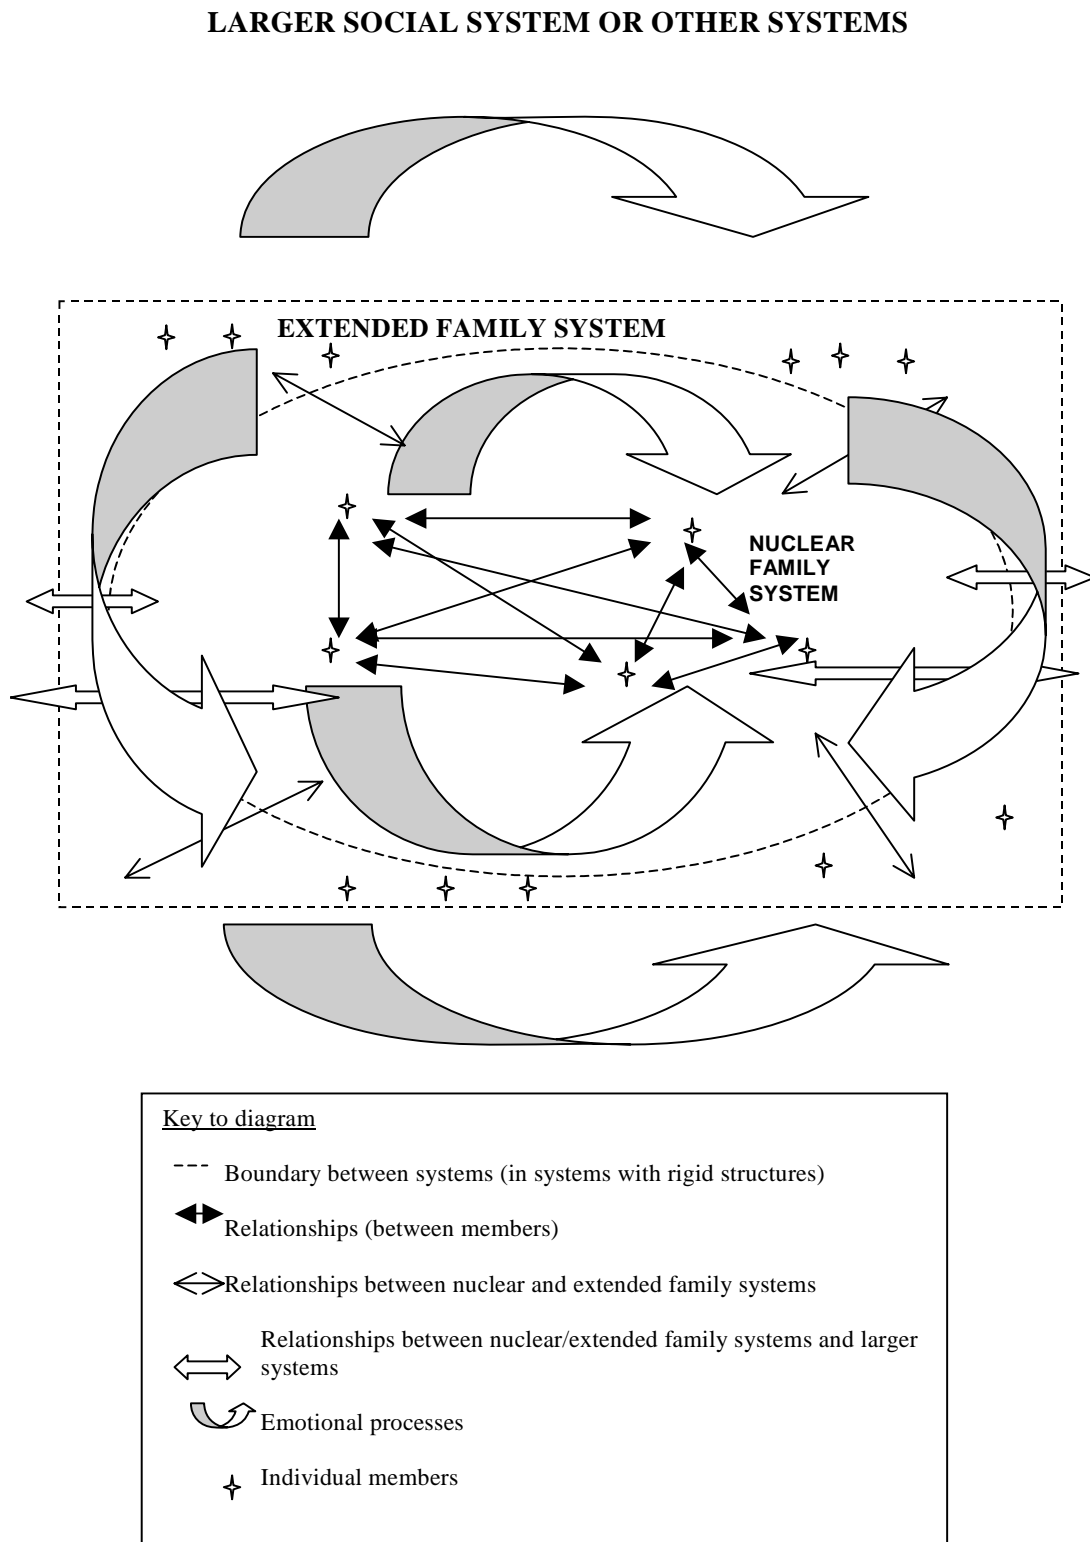 LARGER SOCIAL SYSTEM OR OTHER SYSTEMS
EXTENDED FAMILY SYSTEM
NUCLEAR
FAMILY
SYSTEM
Key to diagram
Boundary between systems (in systems with rigid structures)
Relationships (between members)
Relationships between nuclear and extended family systems
Relationships between nuclear/extended family systems and larger
systems
Emotional processes
Individual members